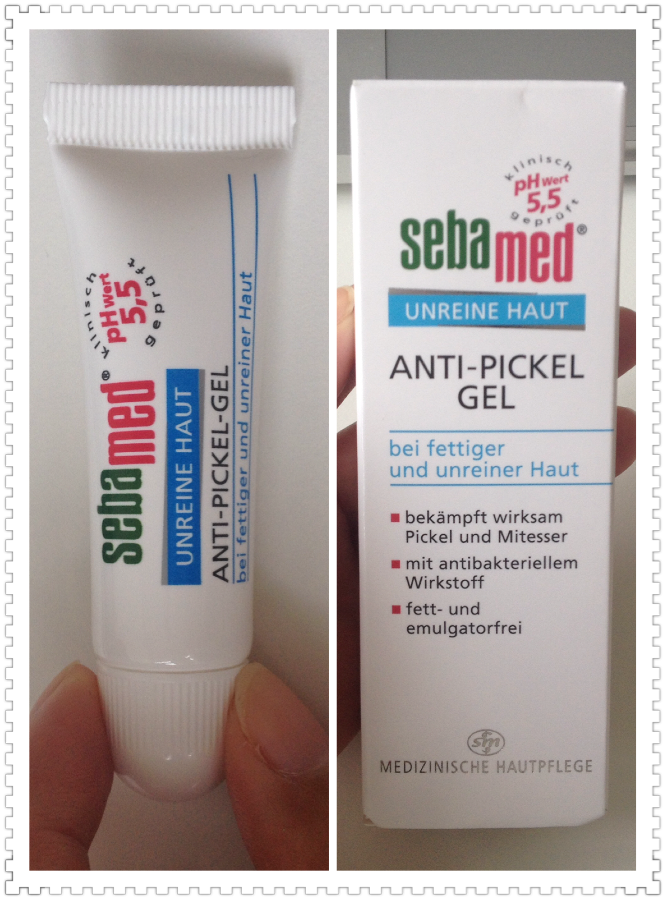 klinisch
pH Wert
5,5
geprüft
sebamed®
UNREINE HAUT
ANTI-PICKEL-GEL
bei fettiger und unreiner Haut
klinisch
pH Wert
5,5
geprüft
sebamed®
UNREINE HAUT
ANTI-PICKEL
GEL
bei fettiger
und unreiner Haut
bekämpft wirksam
Pickel und Mitesser
mit antibakteriellem
Wirkstoff
fett- und
emulgatorfrei
sm
MEDIZINISCHE HAUTPFLEGE